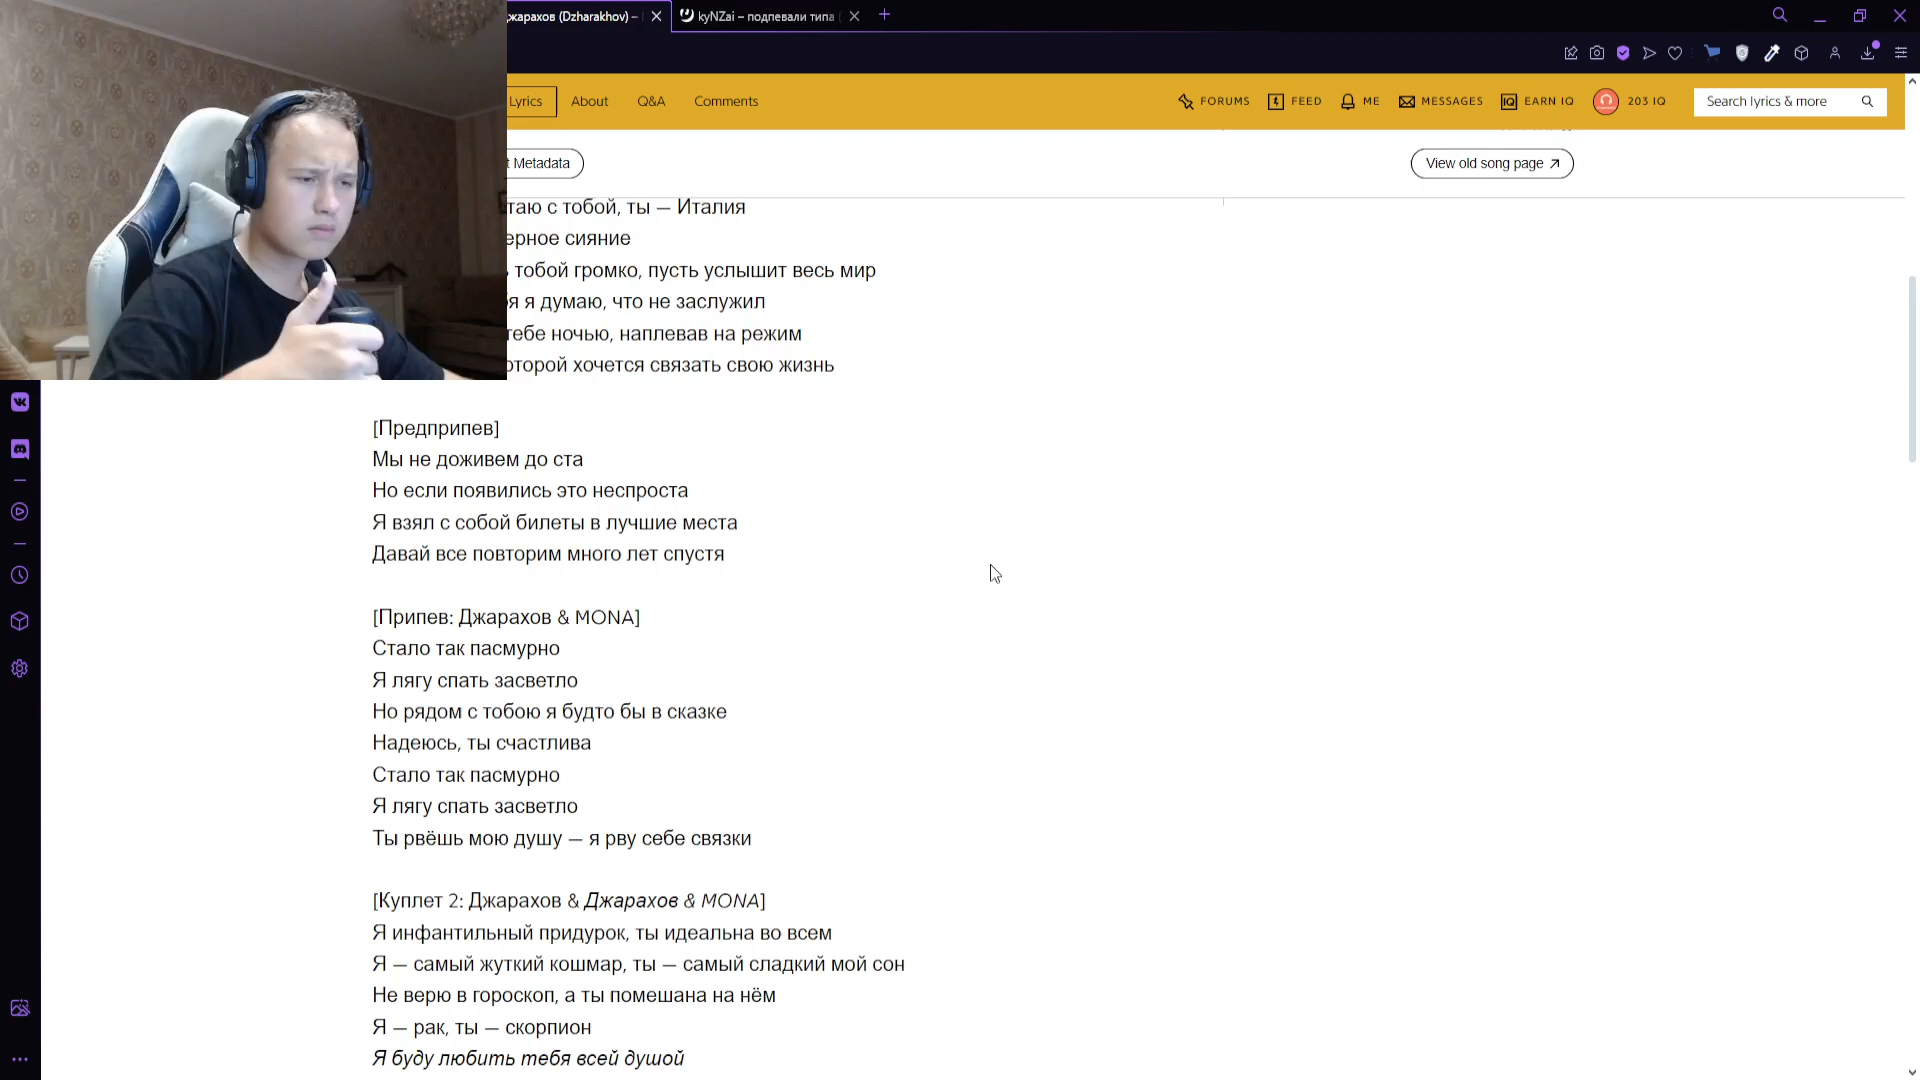 жарахов (Dzharakhov) –
kyNZai – подпевали типа
Lyrics
About
Q&A
Comments
FORUMS
FEED
ME
MESSAGES
EARN IQ
203 IQ
Search lyrics & more
t Metadata
View old song page
таю с тобой, ты — Италия
ерное сияние
тобой громко, пусть услышит весь мир
я я думаю, что не заслужил
тебе ночью, наплевав на режим
оторой хочется связать свою жизнь
[Предприпев]
Мы не доживем до ста
Но если появились это неспроста
Я взял с собой билеты в лучшие места
Давай все повторим много лет спустя
[Припев: Джарахов & MONA]
Стало так пасмурно
Я лягу спать засветло
Но рядом с тобою я будто бы в сказке
Надеюсь, ты счастлива
Стало так пасмурно
Я лягу спать засветло
Ты рвёшь мою душу — я рву себе связки
[Куплет 2: Джарахов & Джарахов & MONA]
Я инфантильный придурок, ты идеальна во всем
Я — самый жуткий кошмар, ты — самый сладкий мой сон
Не верю в гороскоп, а ты помешана на нём
Я — рак, ты — скорпион
Я буду любить тебя всей душой